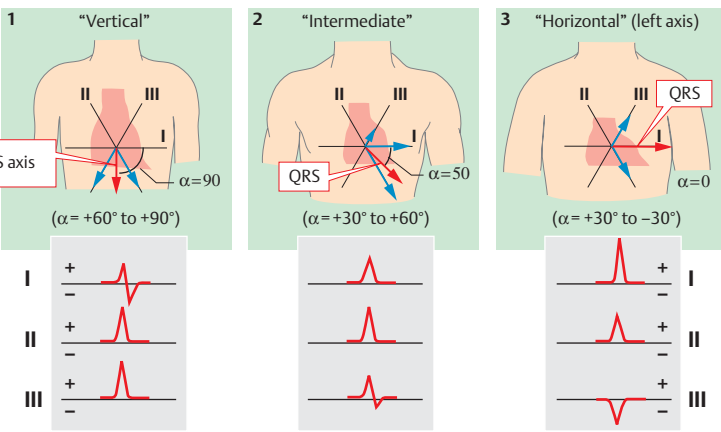 1 "Vertical"
II
III
I
S axis
α=90
(α= +60° to +90°)
2 "Intermediate"
II
III
I
QRS
α=50
(α= +30° to +60°)
3 "Horizontal" (left axis)
II
III
QRS
I
α=0
(α= +30° to −30°)
I
+
−
+
−
I
II
+
−
+
−
II
III
+
−
+
−
III